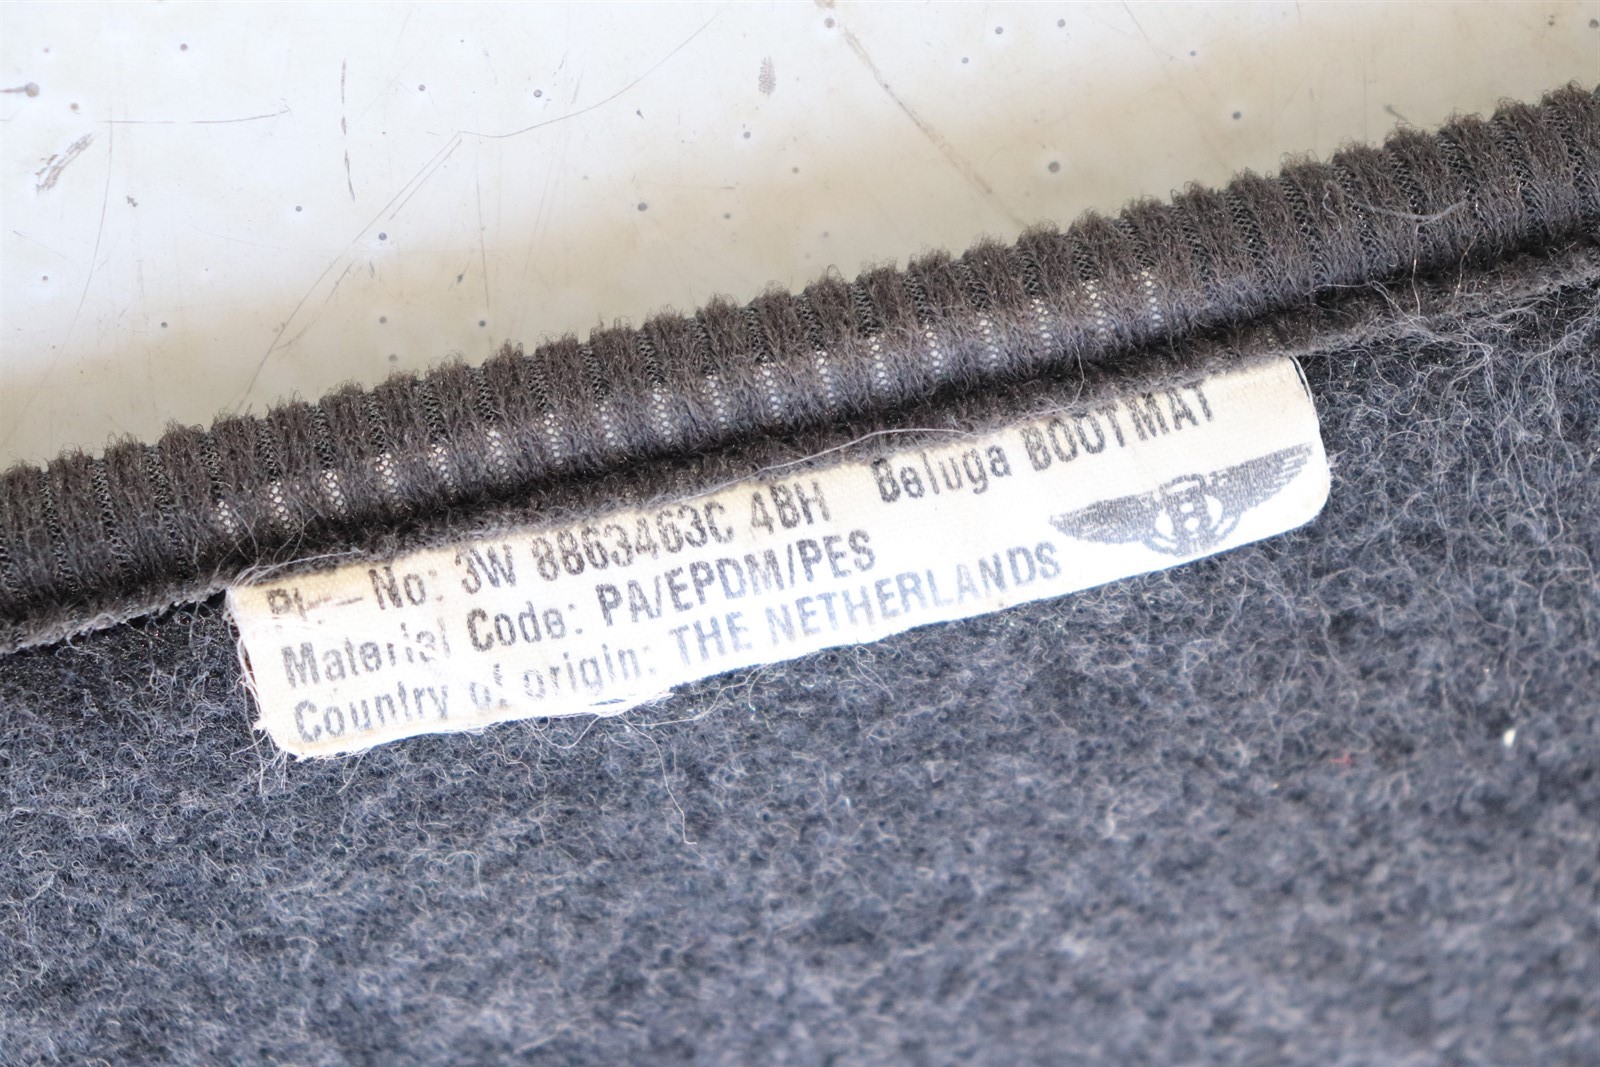 No: 3W 8863463C 4BH Beluga BOOTMAT
Material Code: PA/EPDM/PES
Country of origin: THE NETHERLANDS
B